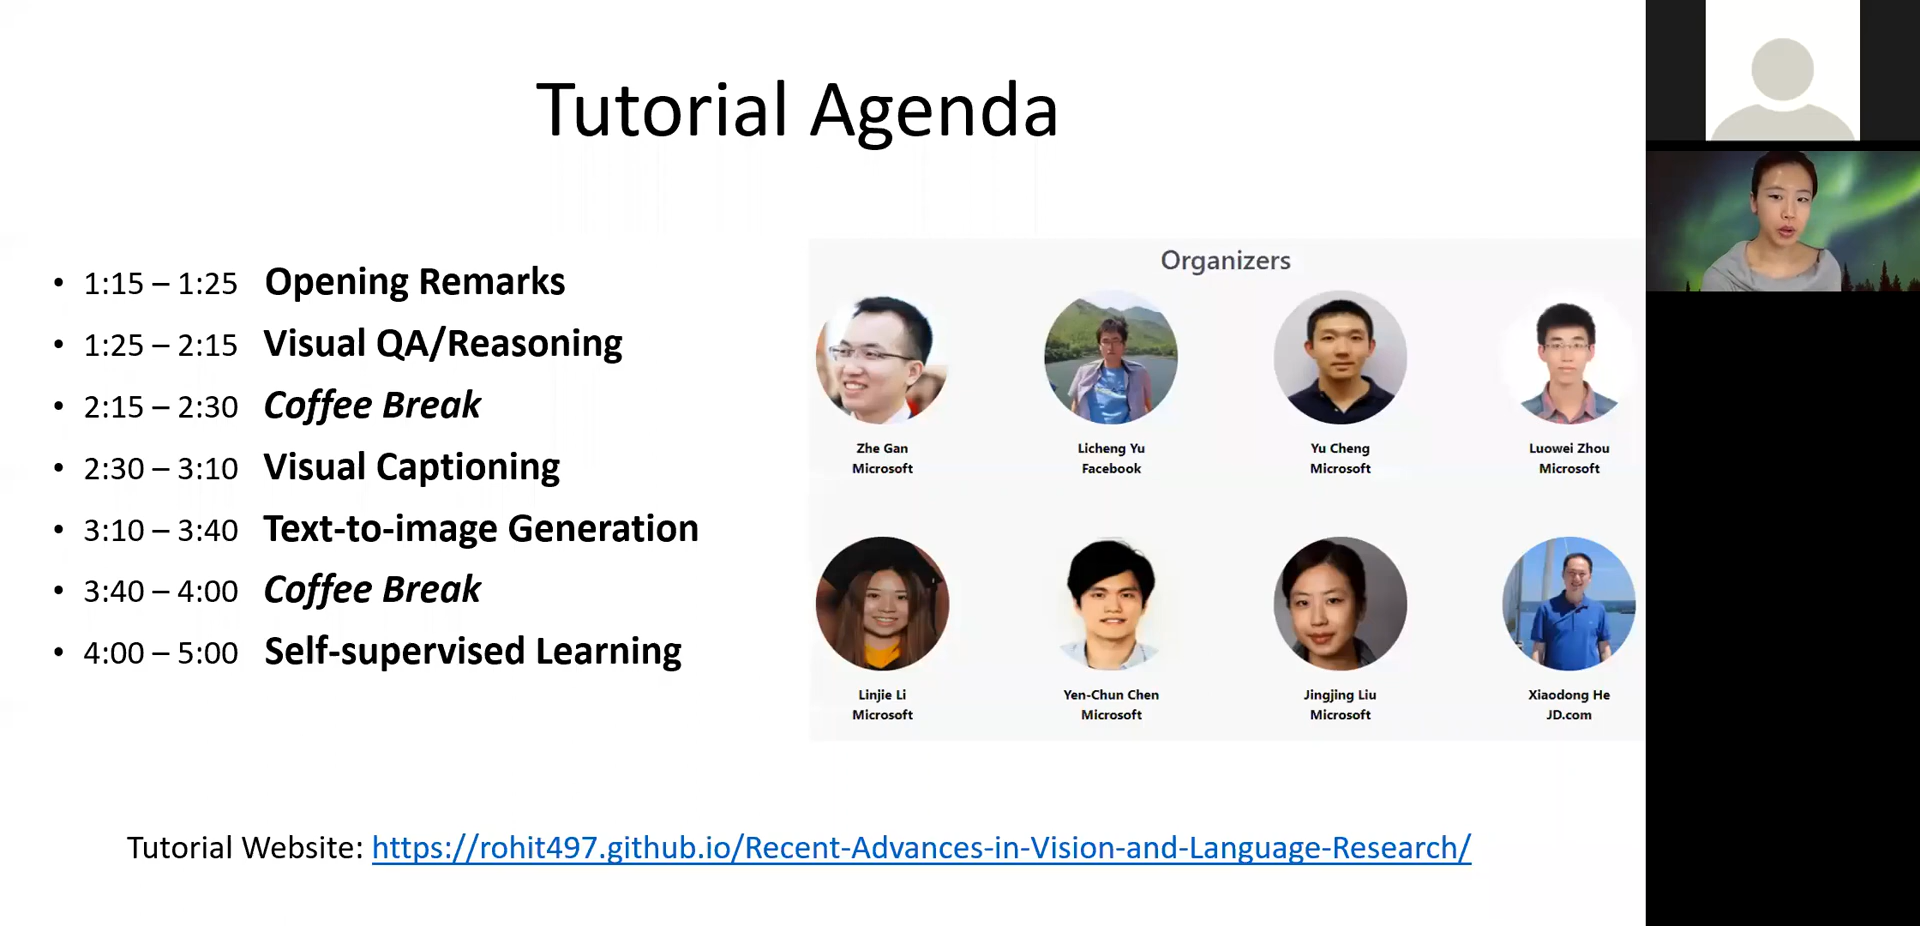 Tutorial Agenda
• 1:15 – 1:25 Opening Remarks
• 1:25 – 2:15 Visual QA/Reasoning
• 2:15 – 2:30 Coffee Break
• 2:30 – 3:10 Visual Captioning
• 3:10 – 3:40 Text-to-image Generation
• 3:40 – 4:00 Coffee Break
• 4:00 – 5:00 Self-supervised Learning
Organizers
Zhe Gan
Microsoft
Licheng Yu
Facebook
Yu Cheng
Microsoft
Luowei Zhou
Microsoft
Linjie Li
Microsoft
Yen-Chun Chen
Microsoft
Jingjing Liu
Microsoft
Xiaodong He
JD.com
Tutorial Website: https://rohit497.github.io/Recent-Advances-in-Vision-and-Language-Research/